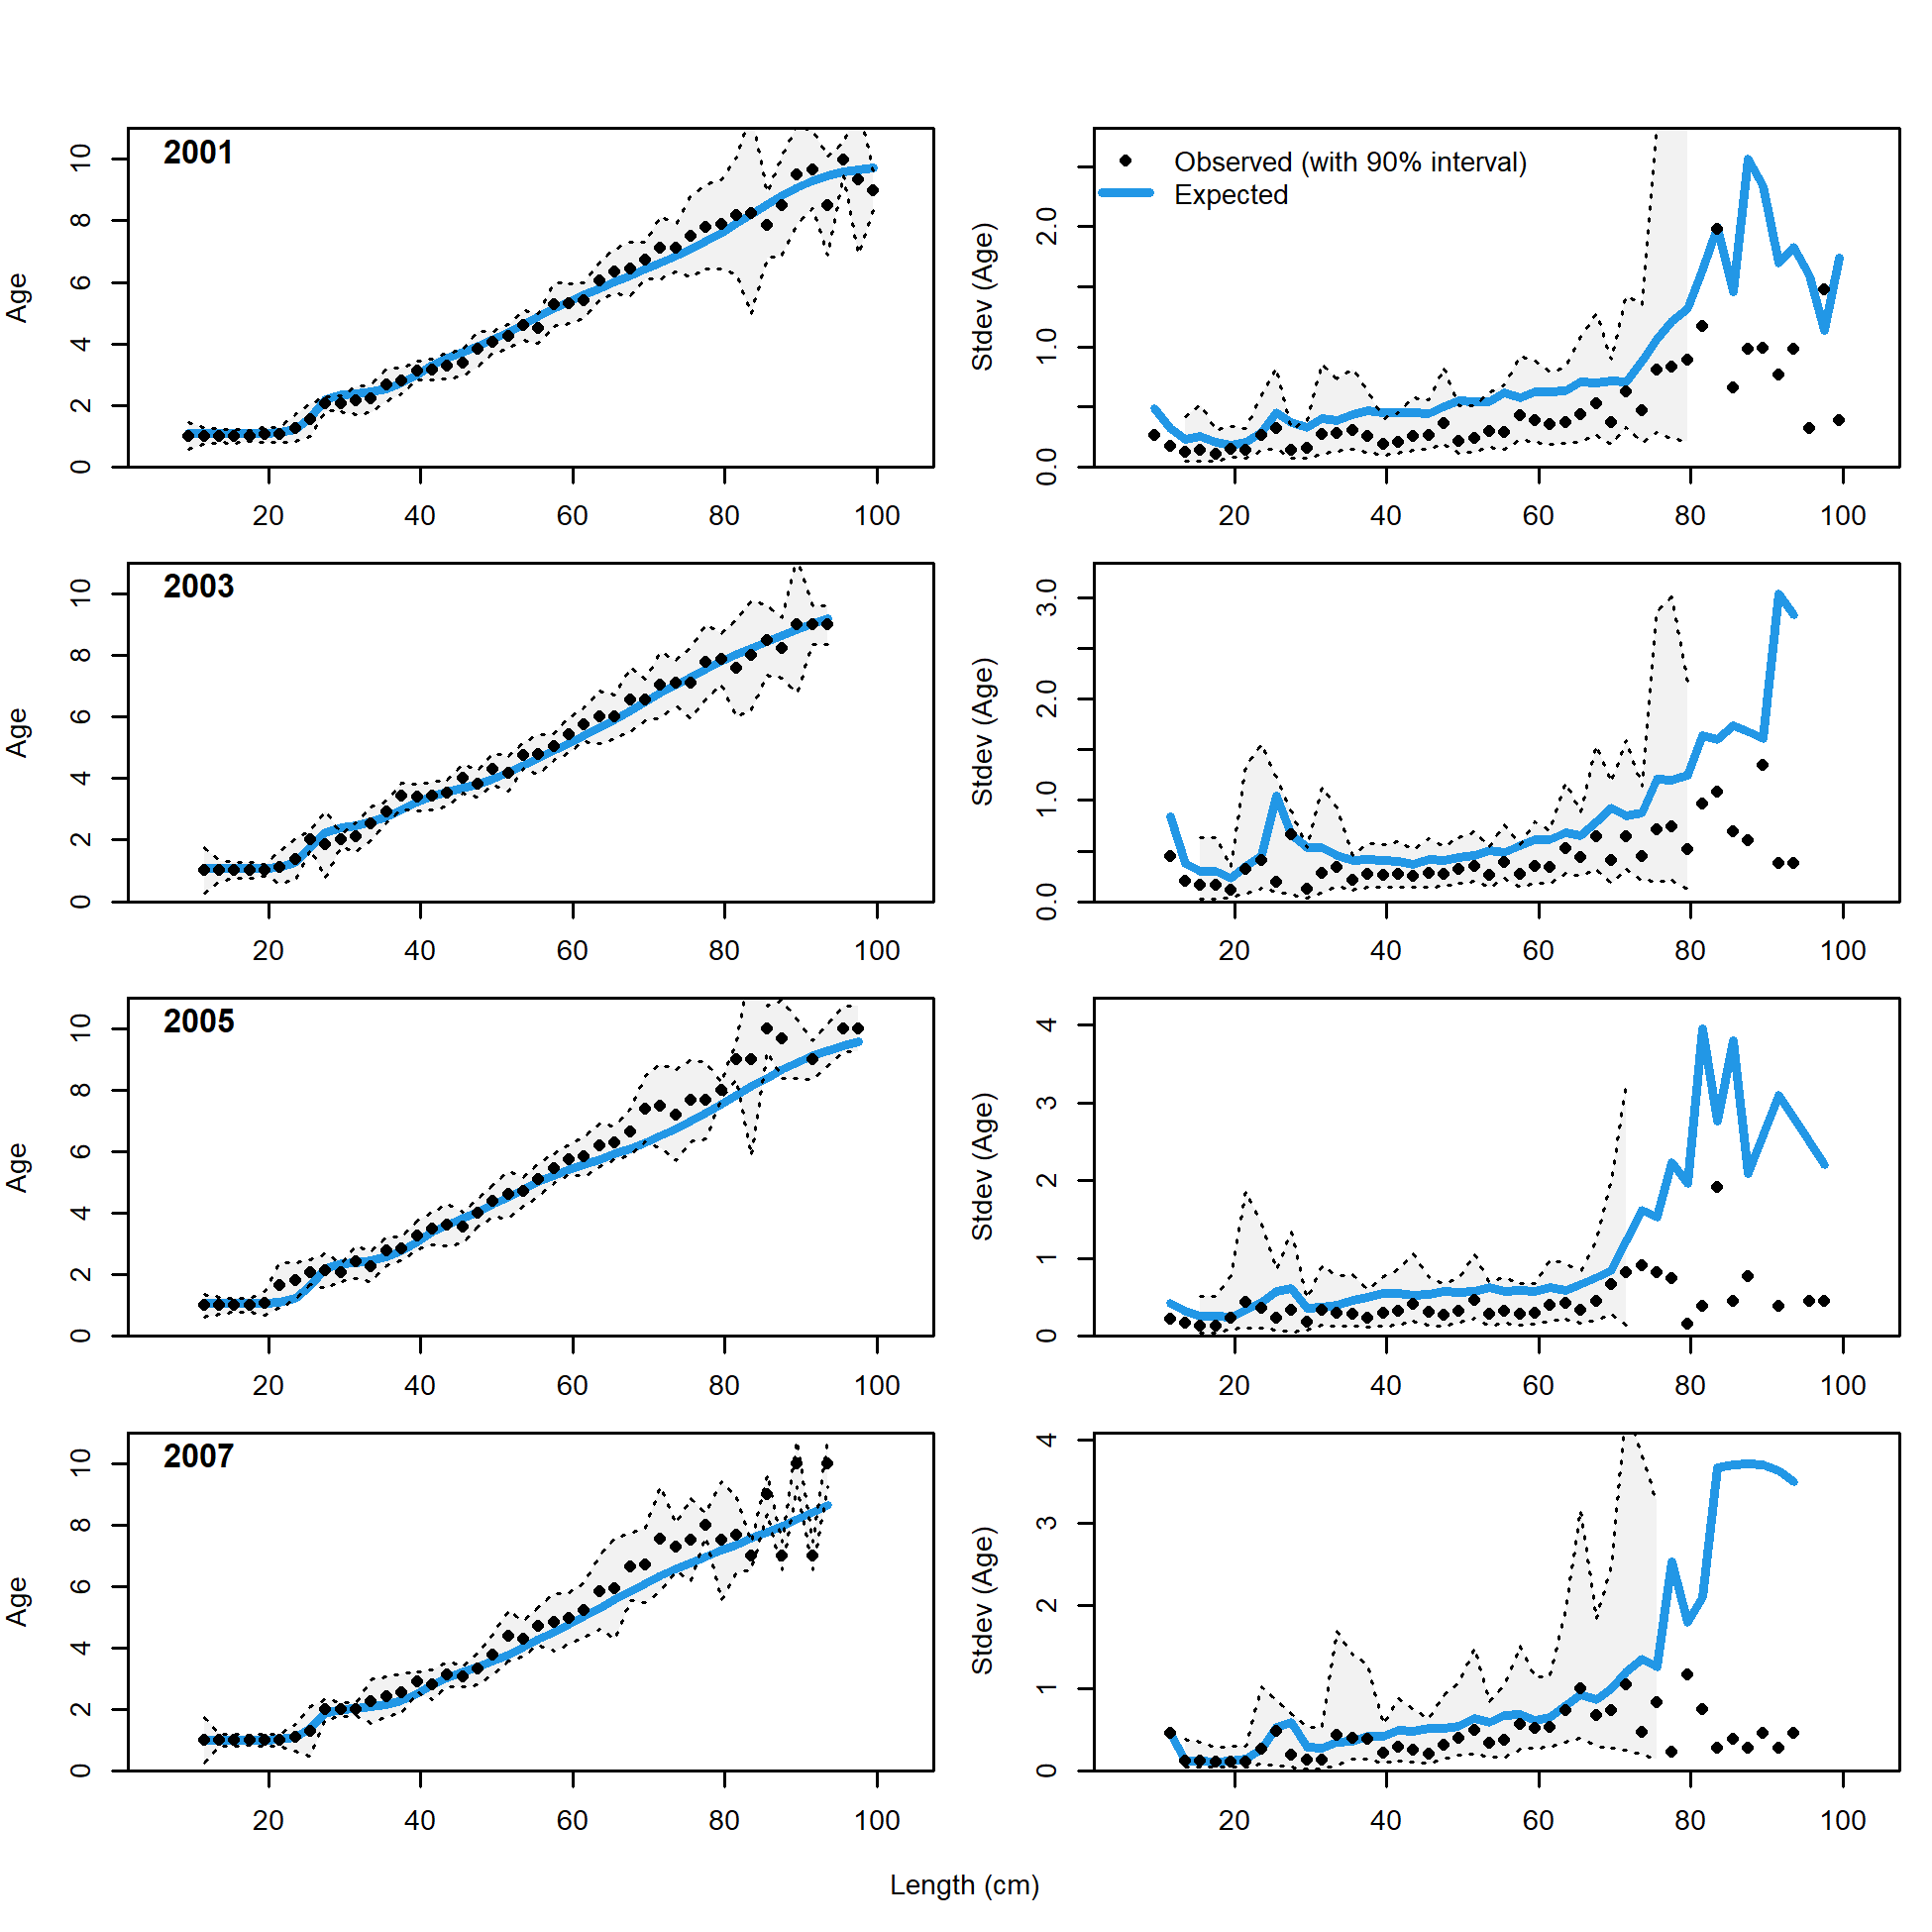 2001
Age
0 2 4 6 8 10
20 40 60 80 100
Observed (with 90% interval)
Expected
Stdev (Age)
0.0 1.0 2.0
20 40 60 80 100
2003
Age
0 2 4 6 8 10
20 40 60 80 100
Stdev (Age)
0.0 1.0 2.0 3.0
20 40 60 80 100
2005
Age
0 2 4 6 8 10
20 40 60 80 100
Stdev (Age)
0 1 2 3 4
20 40 60 80 100
2007
Age
0 2 4 6 8 10
20 40 60 80 100
Stdev (Age)
0 1 2 3 4
20 40 60 80 100
Length (cm)